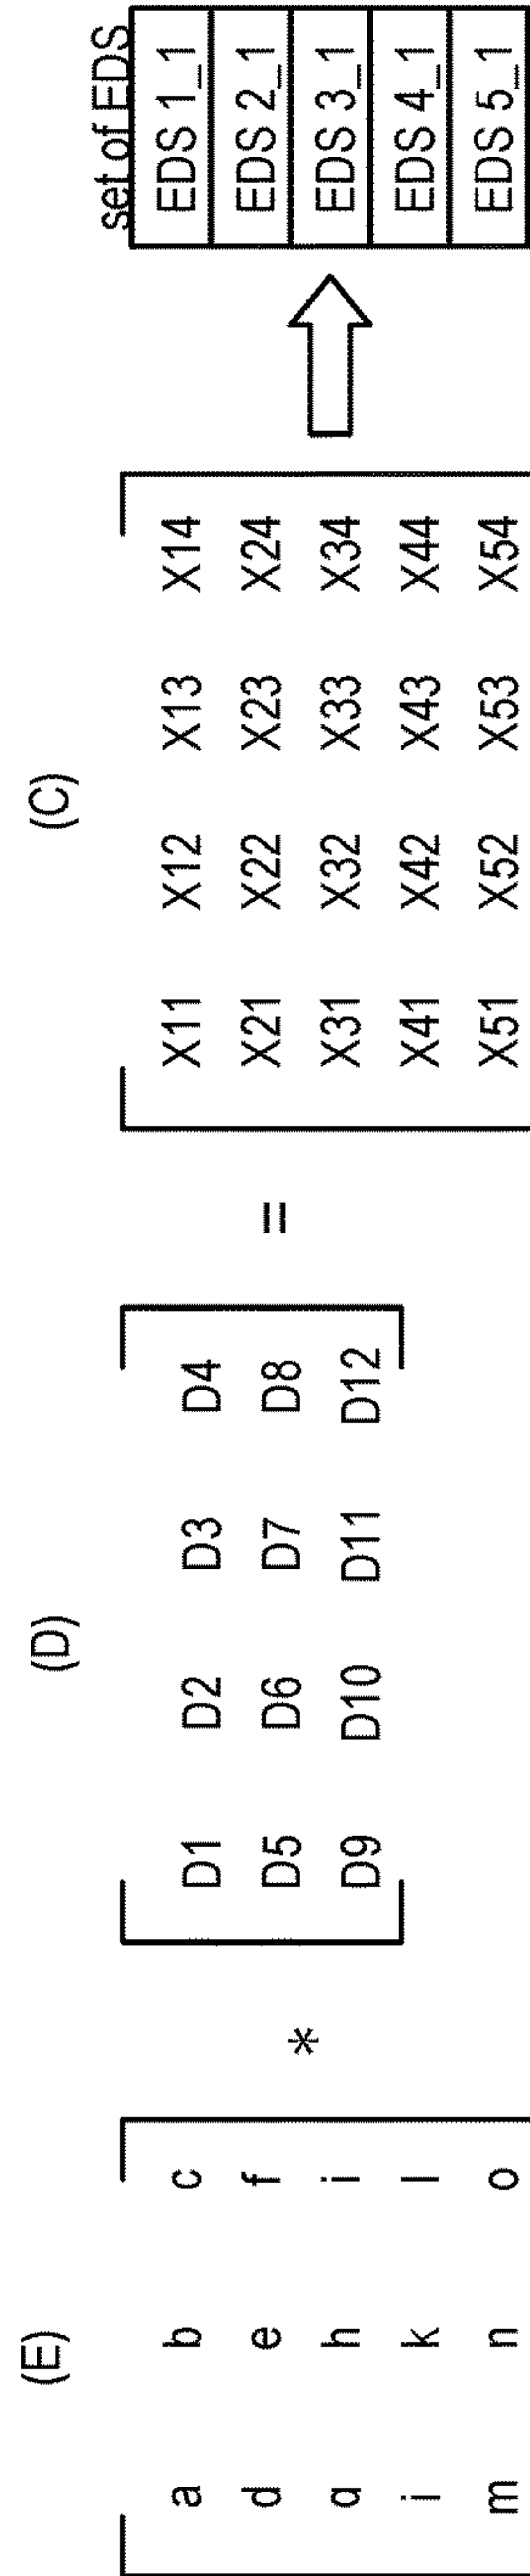 (E) (D) (C) set of EDS
a b c D1 D2 D3 D4 X11 X12 X13 X14 EDS 1_1
d e f * D5 D6 D7 D8 = X21 X22 X23 X24 EDS 2_1
g h i D9 D10 D11 D12 X31 X32 X33 X34 EDS 3_1
j k l X41 X42 X43 X44 EDS 4_1
m n o X51 X52 X53 X54 EDS 5_1